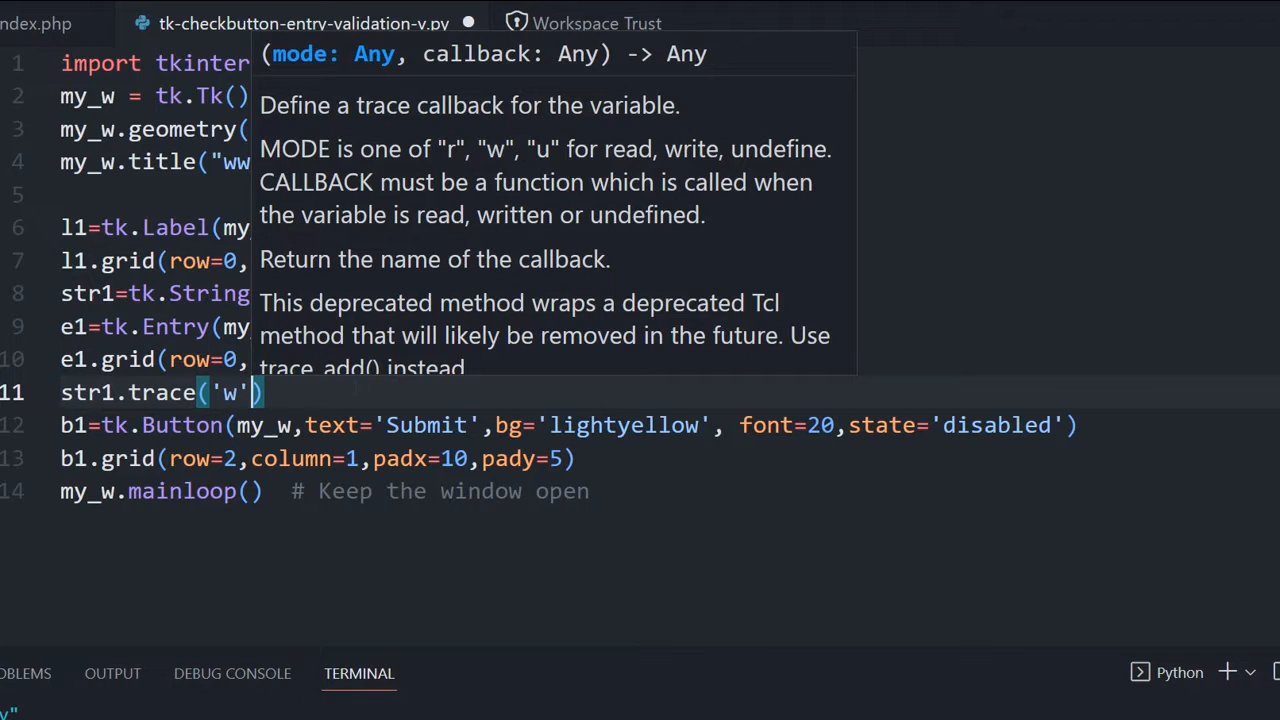 ndex.php
tk-checkbutton-entry-validation-v.py
Workspace Trust
(mode: Any, callback: Any) -> Any
Define a trace callback for the variable.
MODE is one of "r", "w", "u" for read, write, undefine.
CALLBACK must be a function which is called when
the variable is read, written or undefined.
Return the name of the callback.
This deprecated method wraps a deprecated Tcl
method that will likely be removed in the future. Use
trace_add() instead
1 import tkinter
2 my_w = tk.Tk()
3 my_w.geometry(
4 my_w.title("ww
5
6 l1=tk.Label(my_
7 l1.grid(row=0,
8 str1=tk.String
9 e1=tk.Entry(my_
10 e1.grid(row=0,
11 str1.trace('w')
12 b1=tk.Button(my_w,text='Submit',bg='lightyellow', font=20,state='disabled')
13 b1.grid(row=2,column=1,padx=10,pady=5)
14 my_w.mainloop()  # Keep the window open
OBLEMS OUTPUT DEBUG CONSOLE TERMINAL Python
y"